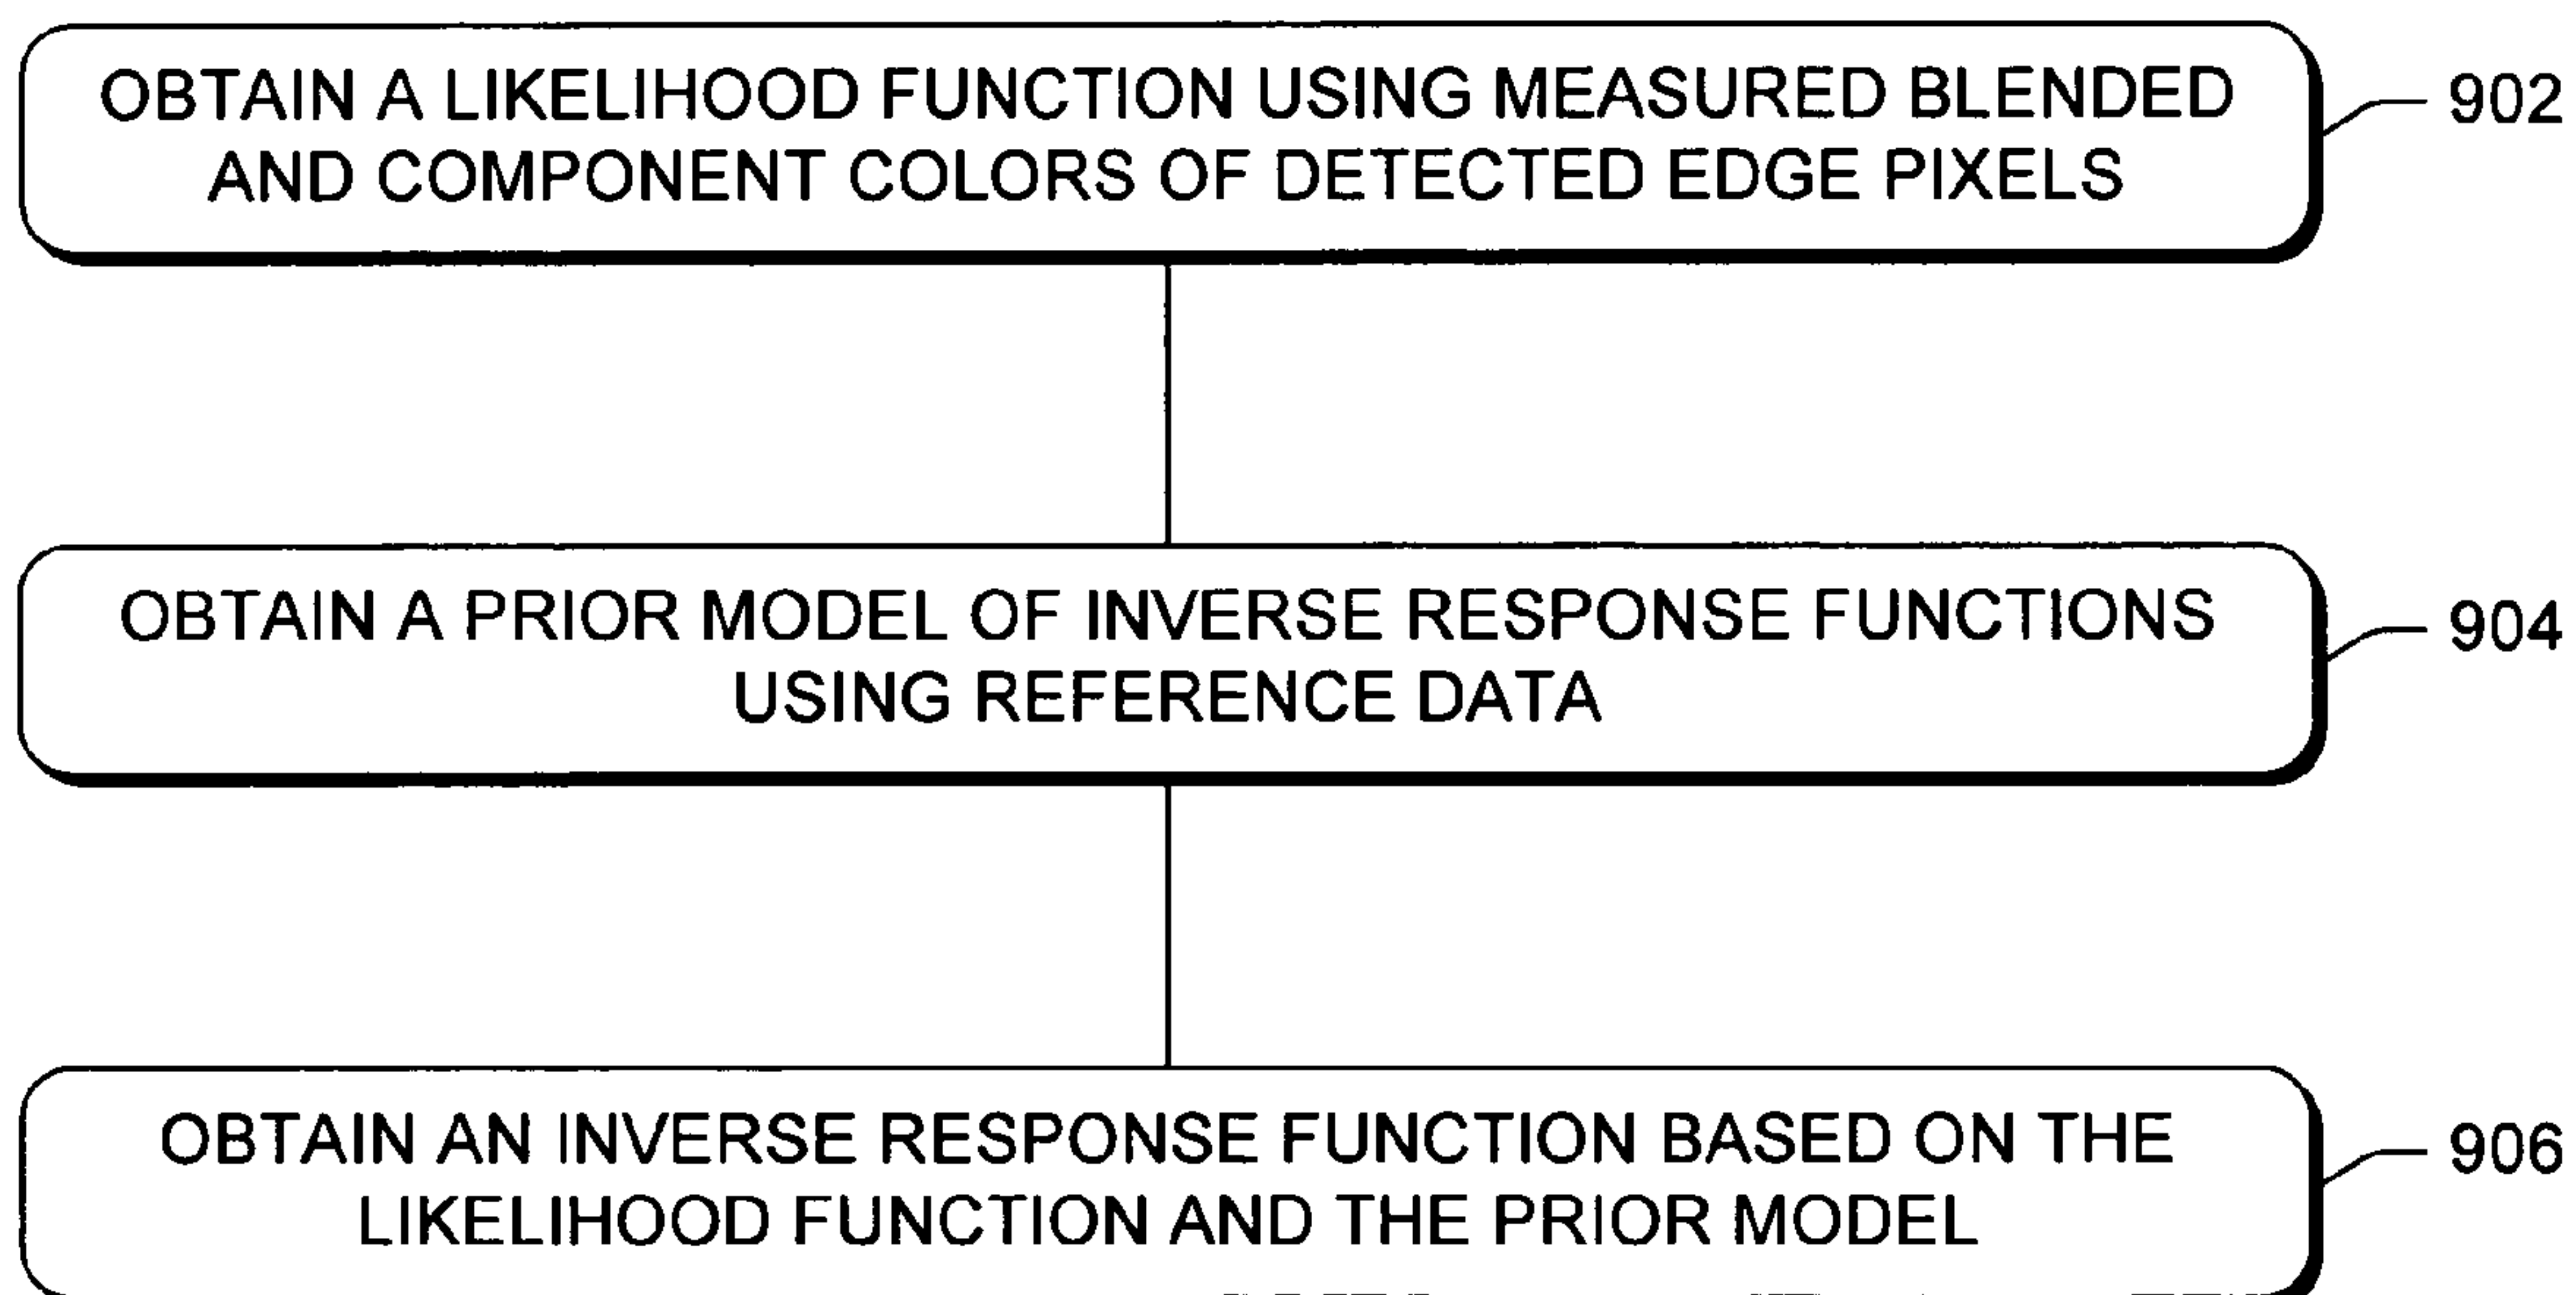 OBTAIN A LIKELIHOOD FUNCTION USING MEASURED BLENDED
AND COMPONENT COLORS OF DETECTED EDGE PIXELS
902
OBTAIN A PRIOR MODEL OF INVERSE RESPONSE FUNCTIONS
USING REFERENCE DATA
904
OBTAIN AN INVERSE RESPONSE FUNCTION BASED ON THE
LIKELIHOOD FUNCTION AND THE PRIOR MODEL
906